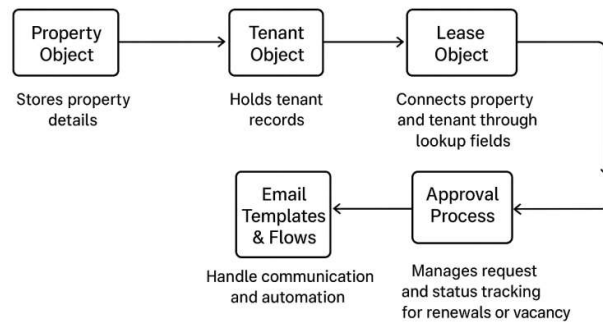 Property
Object
Stores property
details
Tenant
Object
Holds tenant
records
Lease
Object
Connects property
and tenant through
lookup fields
Approval
Process
Manages request
and status tracking
for renewals or vacancy
Email
Templates
& Flows
Handle communication
and automation